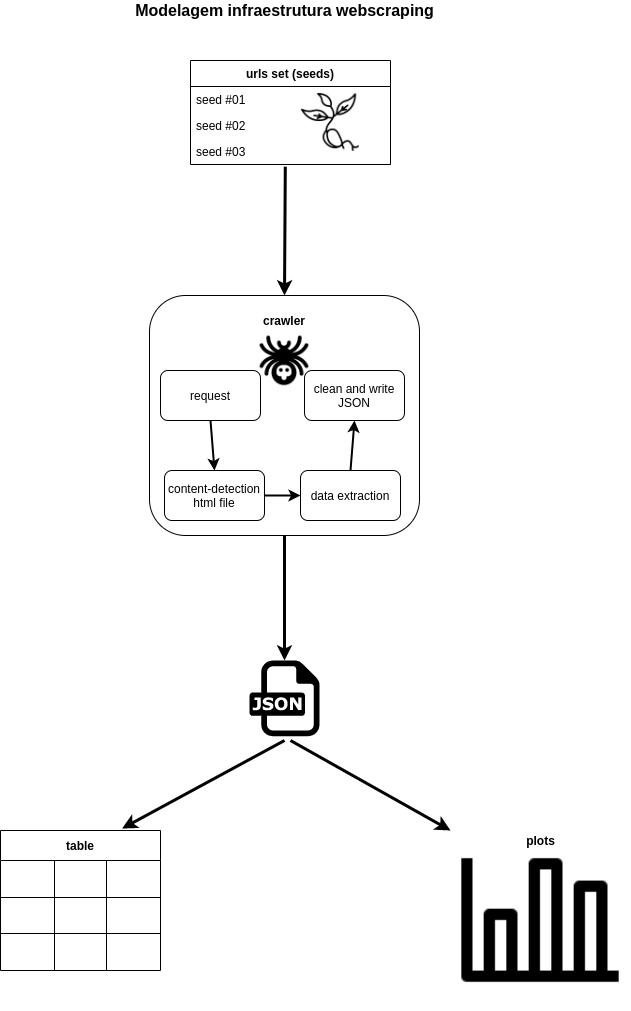 Modelagem infraestrutura webscraping
urls set (seeds)
seed #01
seed #02
seed #03
crawler
request
clean and write
JSON
content-detection
html file
data extraction
JSON
table
plots